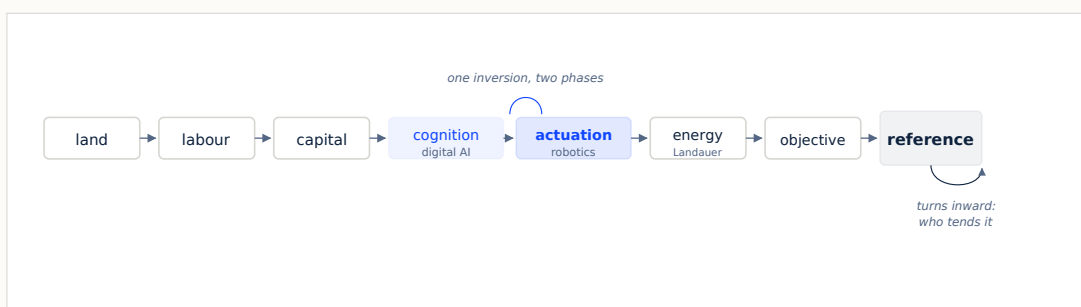 one inversion, two phases
land
labour
capital
cognition
digital AI
actuation
robotics
energy
Landauer
objective
reference
turns inward:
who tends it